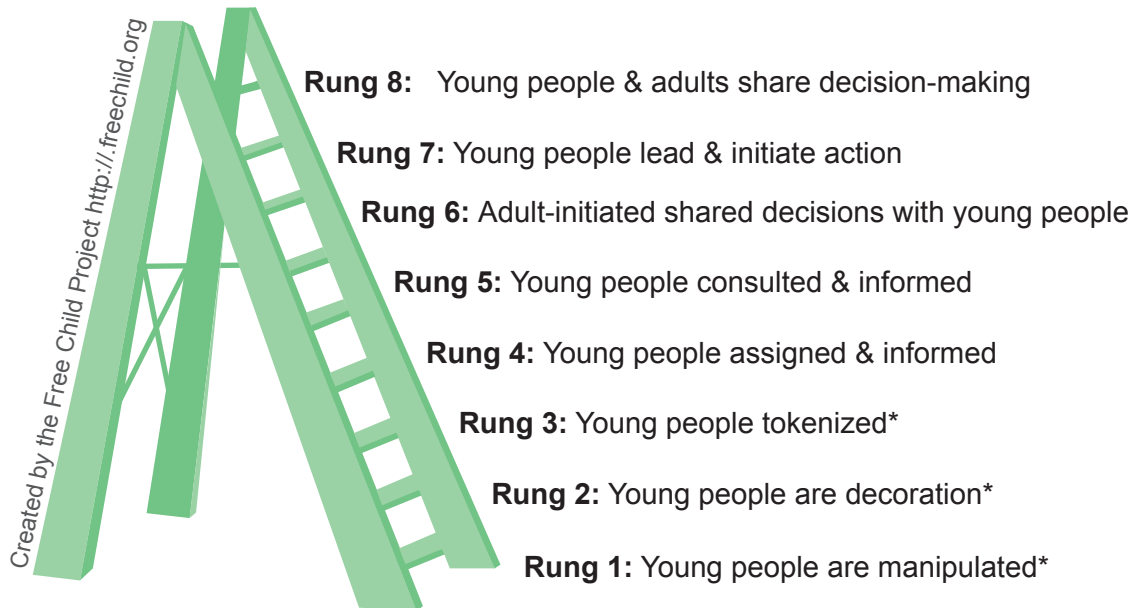 Rung 8: Young people & adults share decision-making
Rung 7: Young people lead & initiate action
Rung 6: Adult-initiated shared decisions with young people
Rung 5: Young people consulted & informed
Rung 4: Young people assigned & informed
Rung 3: Young people tokenized*
Rung 2: Young people are decoration*
Rung 1: Young people are manipulated*
Created by the Free Child Project http://.freechild.org